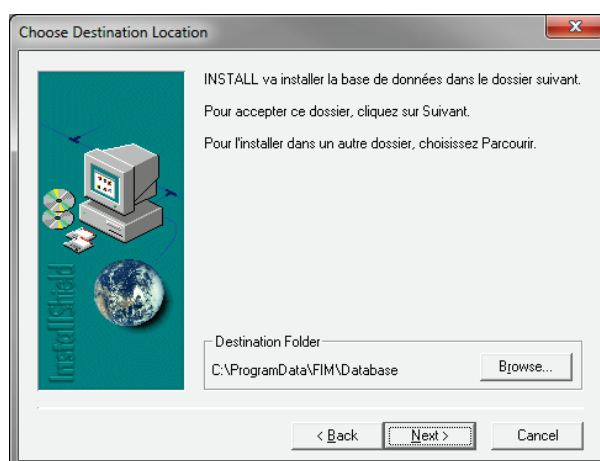 Choose Destination Location
INSTALL va installer la base de données dans le dossier suivant.
Pour accepter ce dossier, cliquez sur Suivant.
Pour l'installer dans un autre dossier, choisissez Parcourir.
InstallShield
Destination Folder
C:\ProgramData\FIM\Database
Browse...
< Back
Next >
Cancel